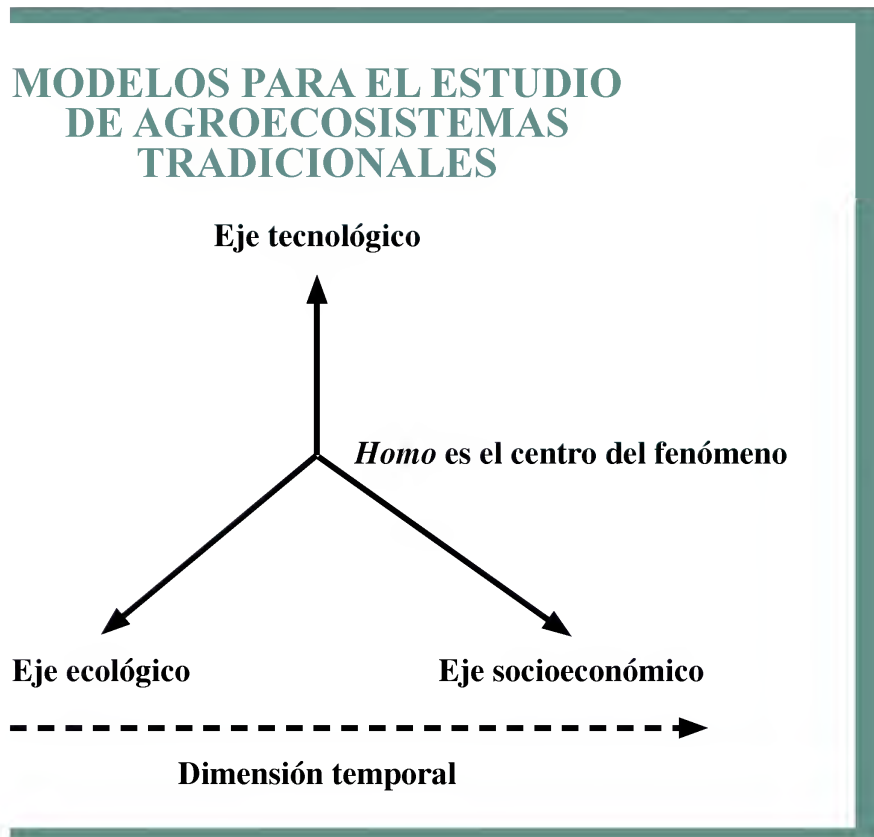 MODELOS PARA EL ESTUDIO
DE AGROECOSISTEMAS
TRADICIONALES
Eje tecnológico
Homo es el centro del fenómeno
Eje ecológico
Eje socioeconómico
Dimensión temporal